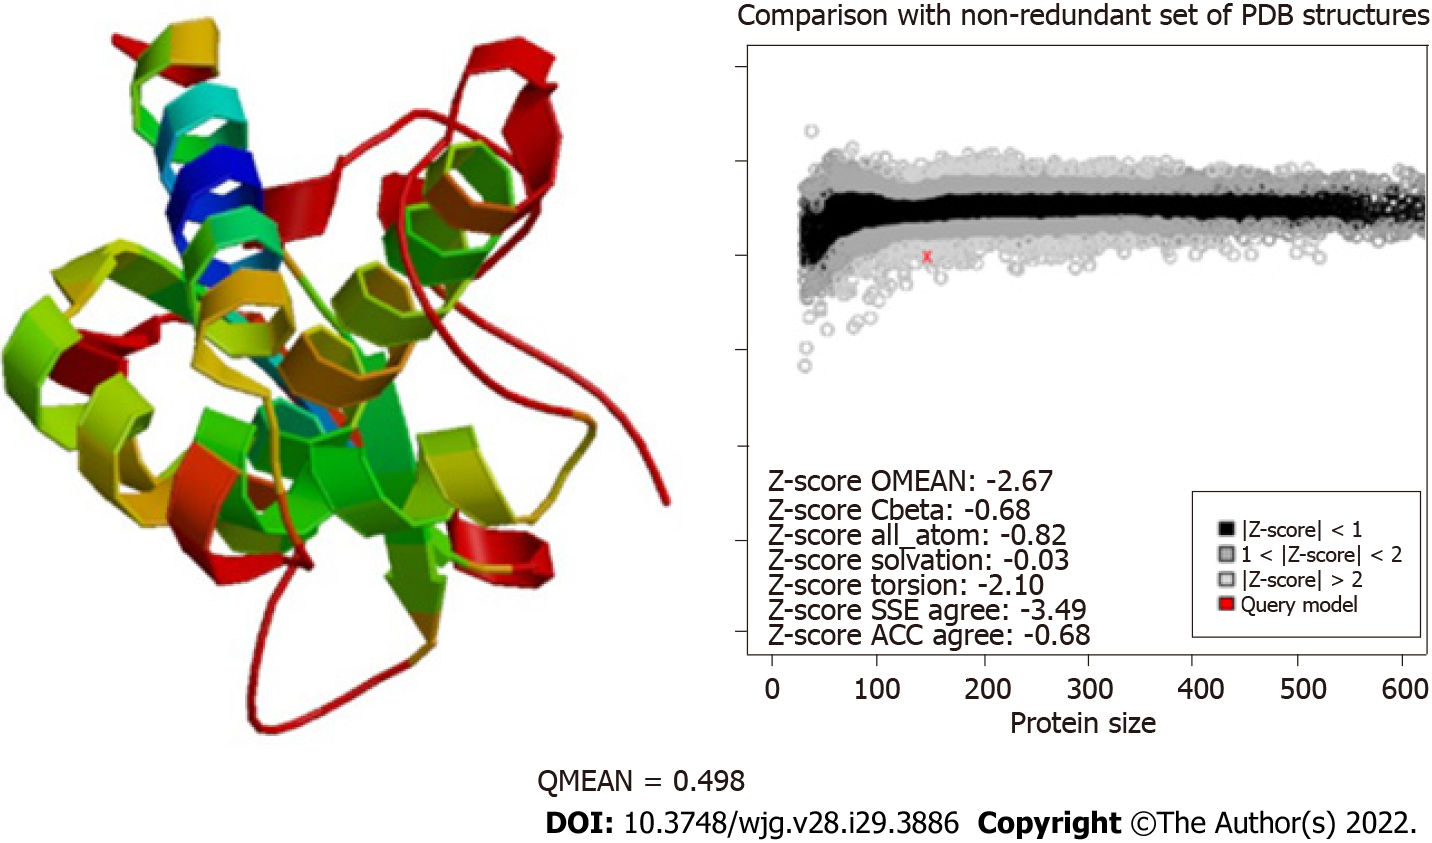 Comparison with non-redundant set of PDB structures
x
Z-score OMEAN: -2.67
Z-score Cbeta: -0.68
Z-score all_atom: -0.82
Z-score solvation: -0.03
Z-score torsion: -2.10
Z-score SSE agree: -3.49
Z-score ACC agree: -0.68
|Z-score| < 1
1 < |Z-score| < 2
|Z-score| > 2
Query model
0 100 200 300 400 500 600
Protein size
QMEAN = 0.498
DOI: 10.3748/wjg.v28.i29.3886 Copyright ©The Author(s) 2022.